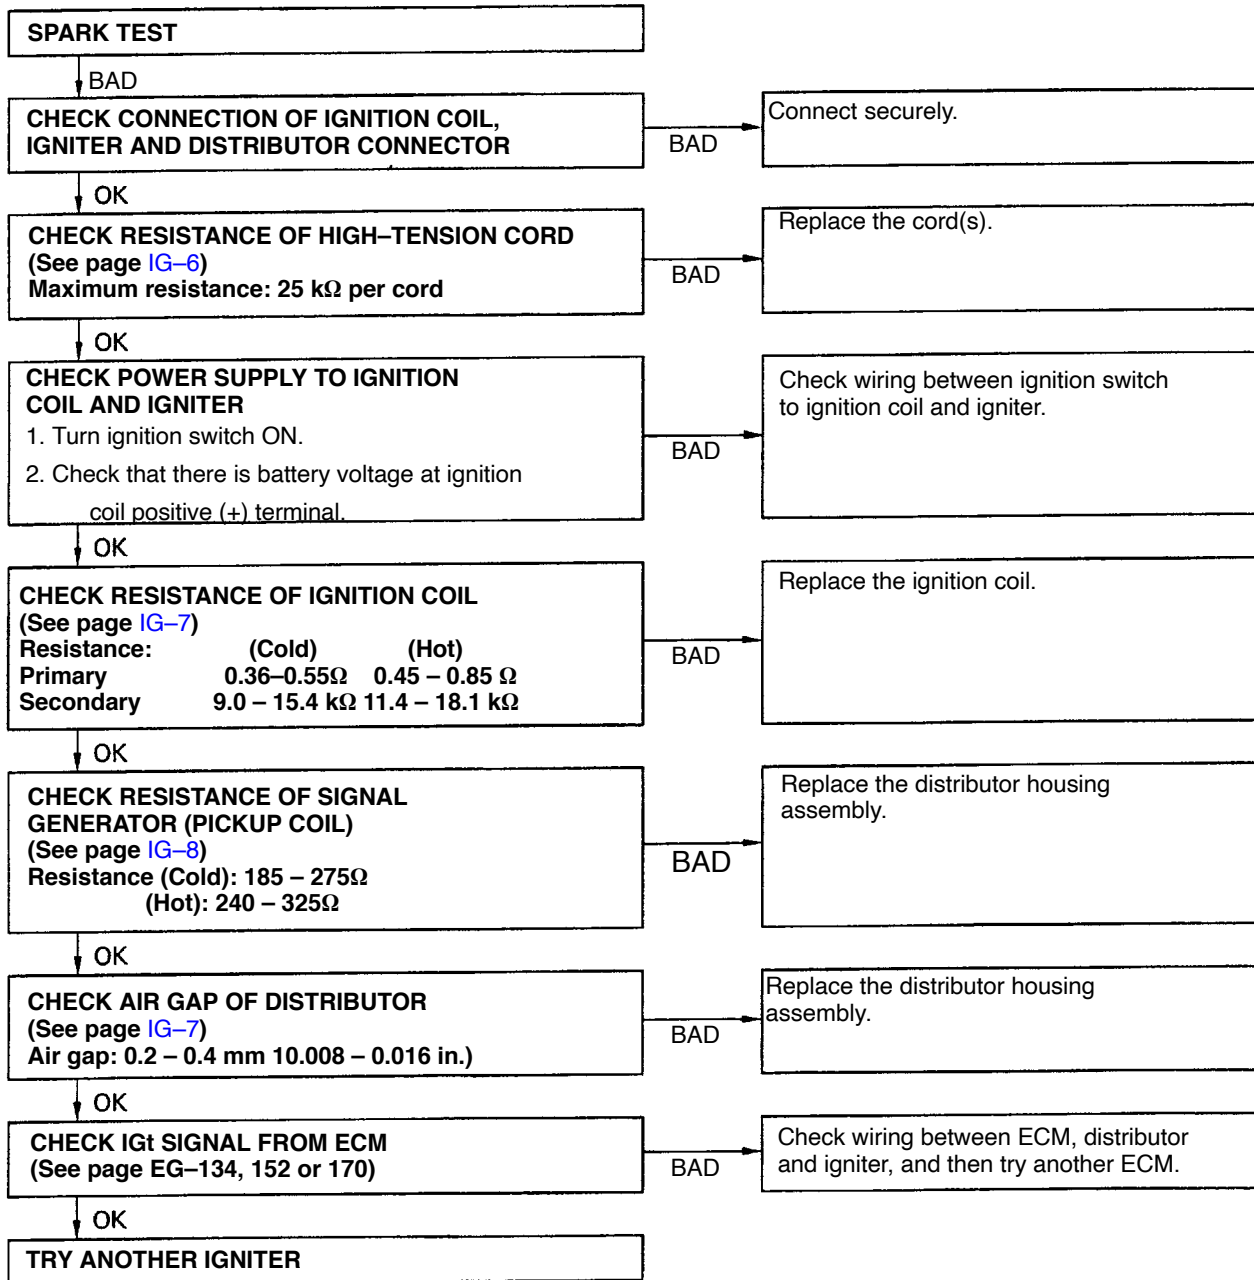 SPARK TEST
BAD
CHECK CONNECTION OF IGNITION COIL,
IGNITER AND DISTRIBUTOR CONNECTOR
BAD
Connect securely.
OK
CHECK RESISTANCE OF HIGH–TENSION CORD
(See page IG–6)
Maximum resistance: 25 kΩ per cord
BAD
Replace the cord(s).
OK
CHECK POWER SUPPLY TO IGNITION
COIL AND IGNITER
1. Turn ignition switch ON.
2. Check that there is battery voltage at ignition
coil positive (+) terminal.
BAD
Check wiring between ignition switch
to ignition coil and igniter.
OK
CHECK RESISTANCE OF IGNITION COIL
(See page IG–7)
Resistance: (Cold) (Hot)
Primary 0.36–0.55Ω 0.45 – 0.85 Ω
Secondary 9.0 – 15.4 kΩ 11.4 – 18.1 kΩ
BAD
Replace the ignition coil.
OK
CHECK RESISTANCE OF SIGNAL
GENERATOR (PICKUP COIL)
(See page IG–8)
Resistance (Cold): 185 – 275Ω
(Hot): 240 – 325Ω
BAD
Replace the distributor housing
assembly.
OK
CHECK AIR GAP OF DISTRIBUTOR
(See page IG–7)
Air gap: 0.2 – 0.4 mm 10.008 – 0.016 in.)
BAD
Replace the distributor housing
assembly.
OK
CHECK IGt SIGNAL FROM ECM
(See page EG–134, 152 or 170)
BAD
Check wiring between ECM, distributor
and igniter, and then try another ECM.
OK
TRY ANOTHER IGNITER